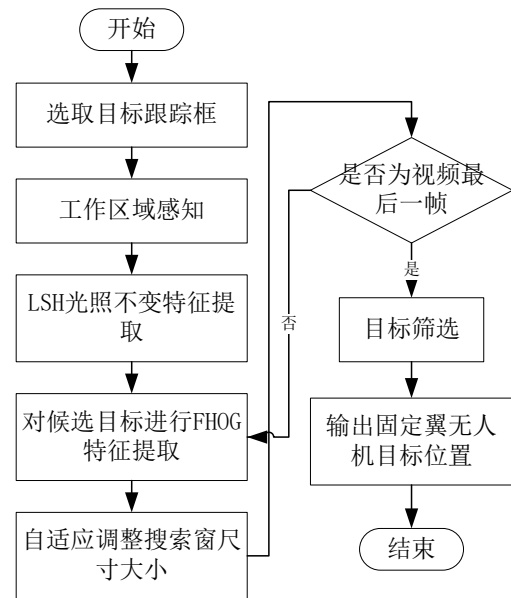 开始
选取目标跟踪框
工作区域感知
LSH光照不变特征提
取
对候选目标进行FHOG
特征提取
自适应调整搜索窗尺
寸大小
是否为视频最
后一帧
是
否
目标筛选
输出固定翼无人
机目标位置
结束